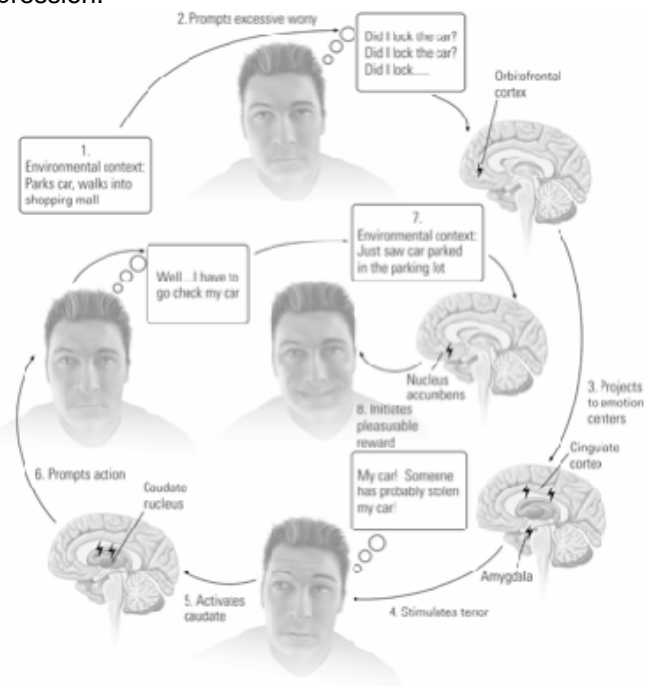 pression.
2. Prompts excessive worry
Did I lock the car?
Did I lock the car?
Did I lock.....
Orbitofrontal
cortex
1.
Environmental context:
Parks car, walks into
shopping mall
7.
Environmental context:
Just saw car parked
in the parking lot
Well... I have to
go check my car
Nucleus
accumbens
8. Initiates
pleasurable
reward
3. Projects
to emotion
centers
Cingulate
cortex
6. Prompts action
Caudate
nucleus
My car! Someone
has probably stolen
my car!
Amygdala
5. Activates
caudate
4. Stimulates terror